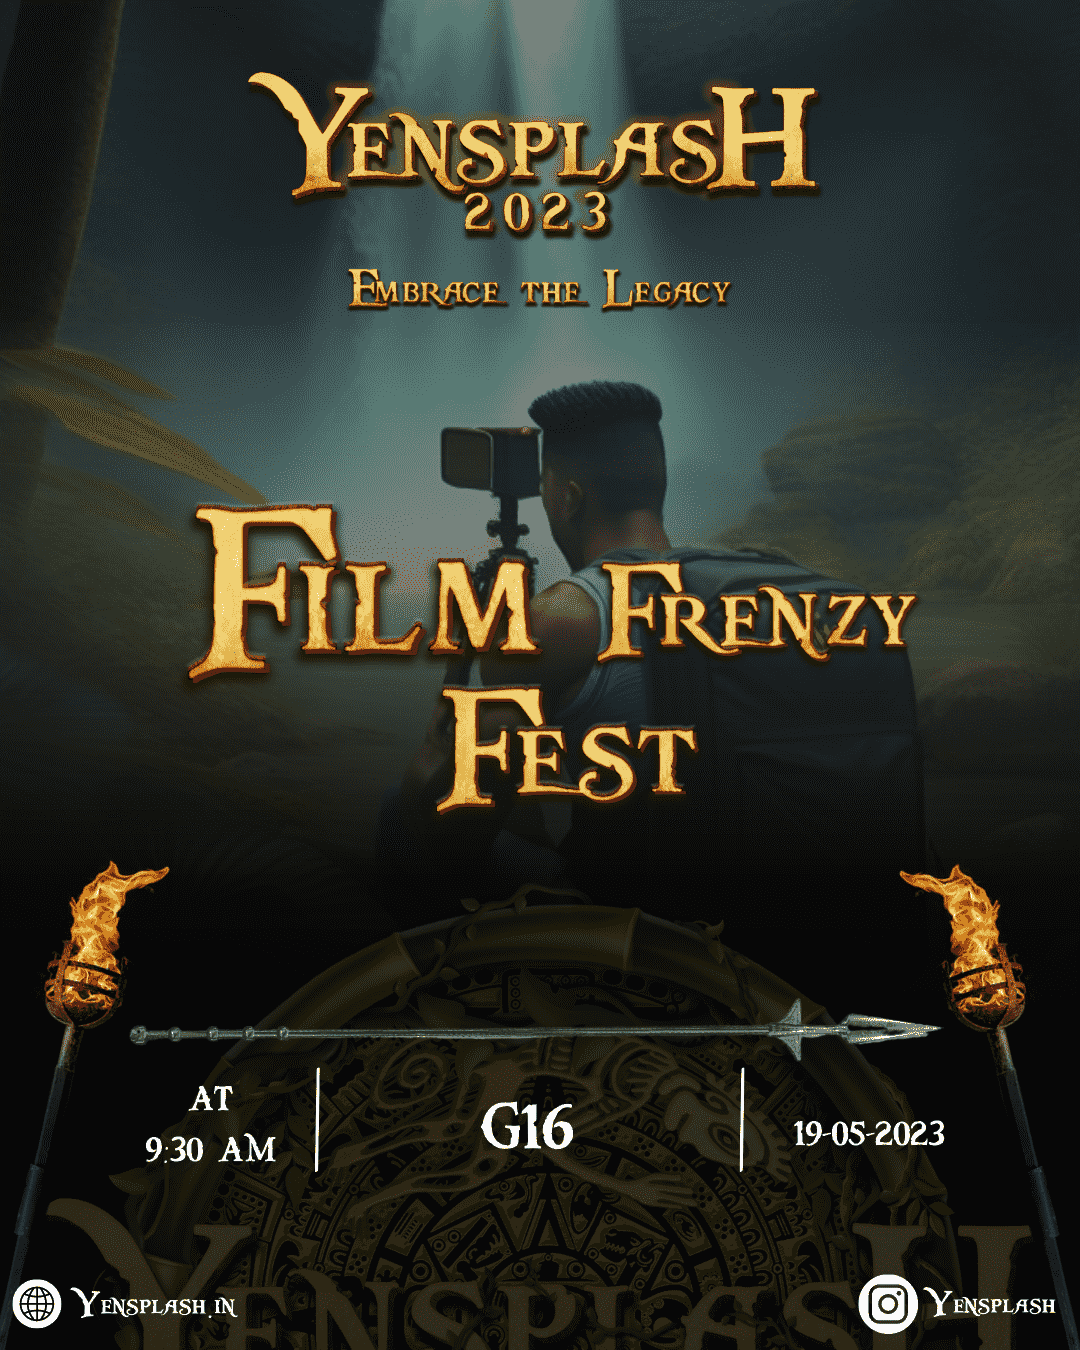 YENSPLASH
2023
EMBRACE THE LEGACY
FILM FRENZY
FEST
AT
9:30 AM
G16
19-05-2023
YENSPLASH
YENSPLASH.IN
YENSPLASH